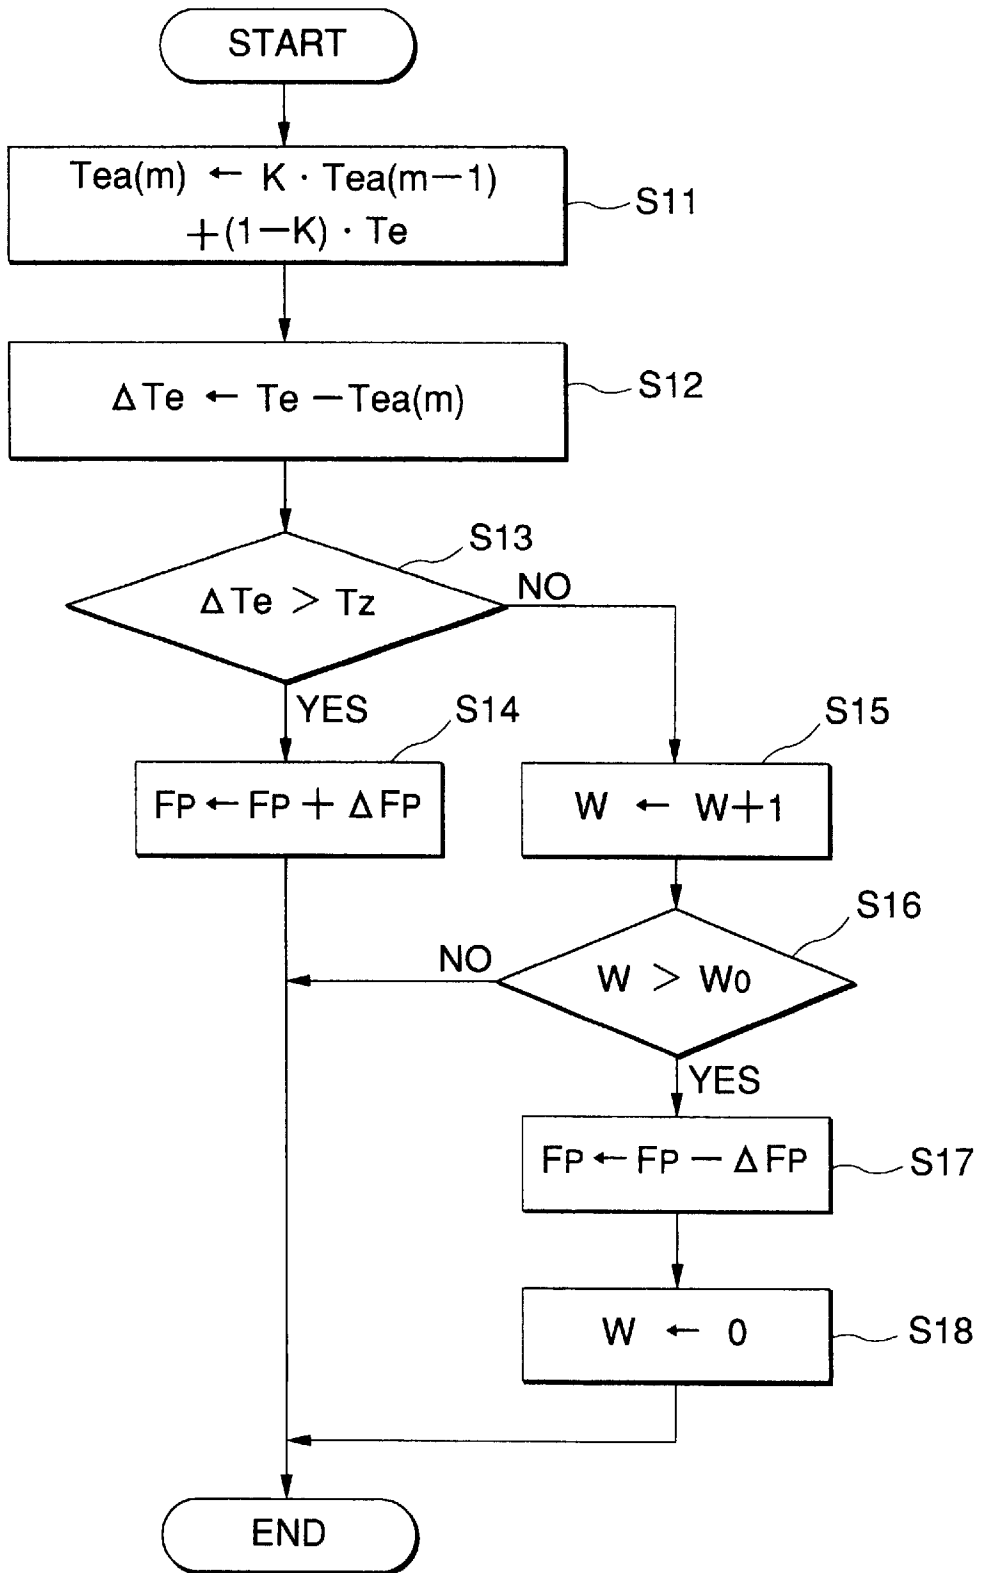 START
Tea(m) ← K · Tea(m−1)
+(1−K) · Te
S11
ΔTe ← Te −Tea(m)
S12
S13
ΔTe > Tz
NO
YES
S14
S15
FP ← FP + ΔFP
W ← W+1
S16
NO
W > W0
YES
FP ← FP − ΔFP
S17
W ← 0
S18
END